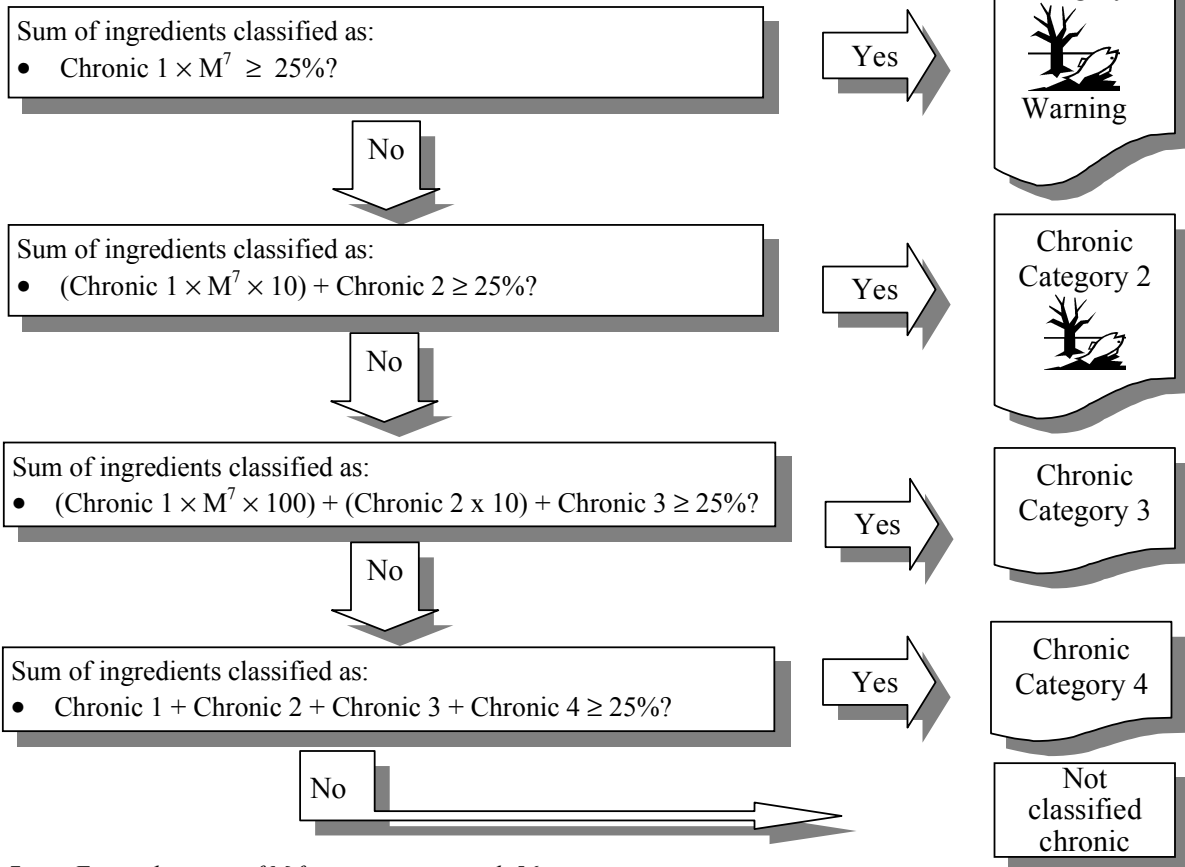 Sum of ingredients classified as:
• Chronic 1 × M⁷ ≥ 25%?
Yes
Warning
No
Sum of ingredients classified as:
• (Chronic 1 × M⁷ × 10) + Chronic 2 ≥ 25%?
Yes
Chronic
Category 2
No
Sum of ingredients classified as:
• (Chronic 1 × M⁷ × 100) + (Chronic 2 x 10) + Chronic 3 ≥ 25%?
Yes
Chronic
Category 3
No
Sum of ingredients classified as:
• Chronic 1 + Chronic 2 + Chronic 3 + Chronic 4 ≥ 25%?
Yes
Chronic
Category 4
No
Not
classified
chronic